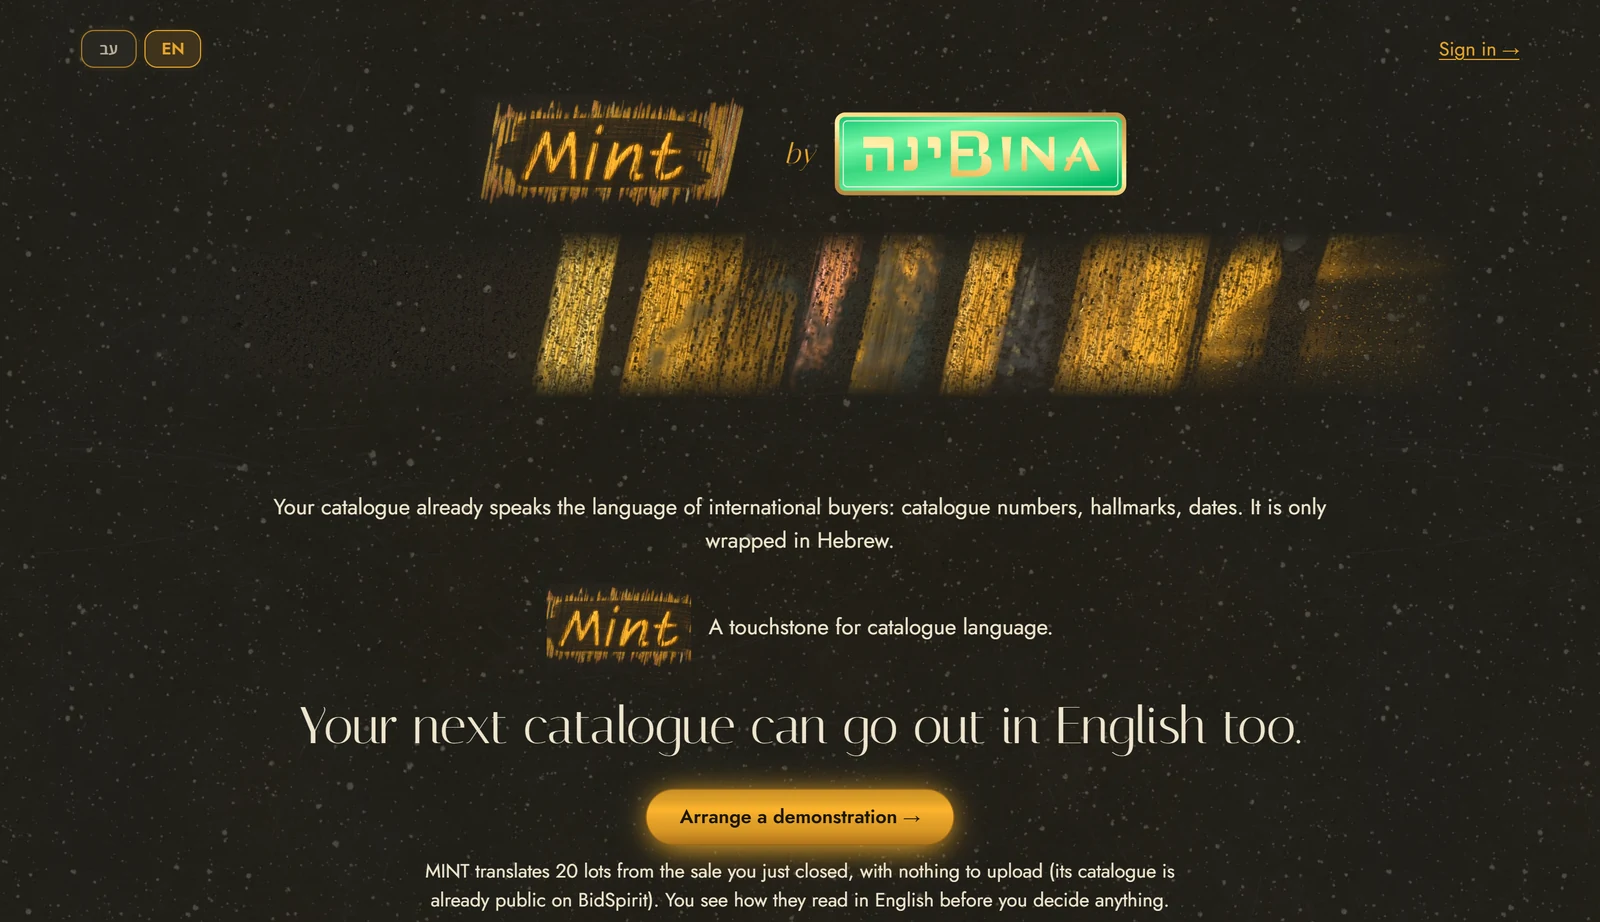 עב
EN
Sign in →
Mint
by
בינה BINA
Your catalogue already speaks the language of international buyers: catalogue numbers, hallmarks, dates. It is only
wrapped in Hebrew.
Mint
A touchstone for catalogue language.
Your next catalogue can go out in English too.
Arrange a demonstration →
MINT translates 20 lots from the sale you just closed, with nothing to upload (its catalogue is
already public on BidSpirit). You see how they read in English before you decide anything.